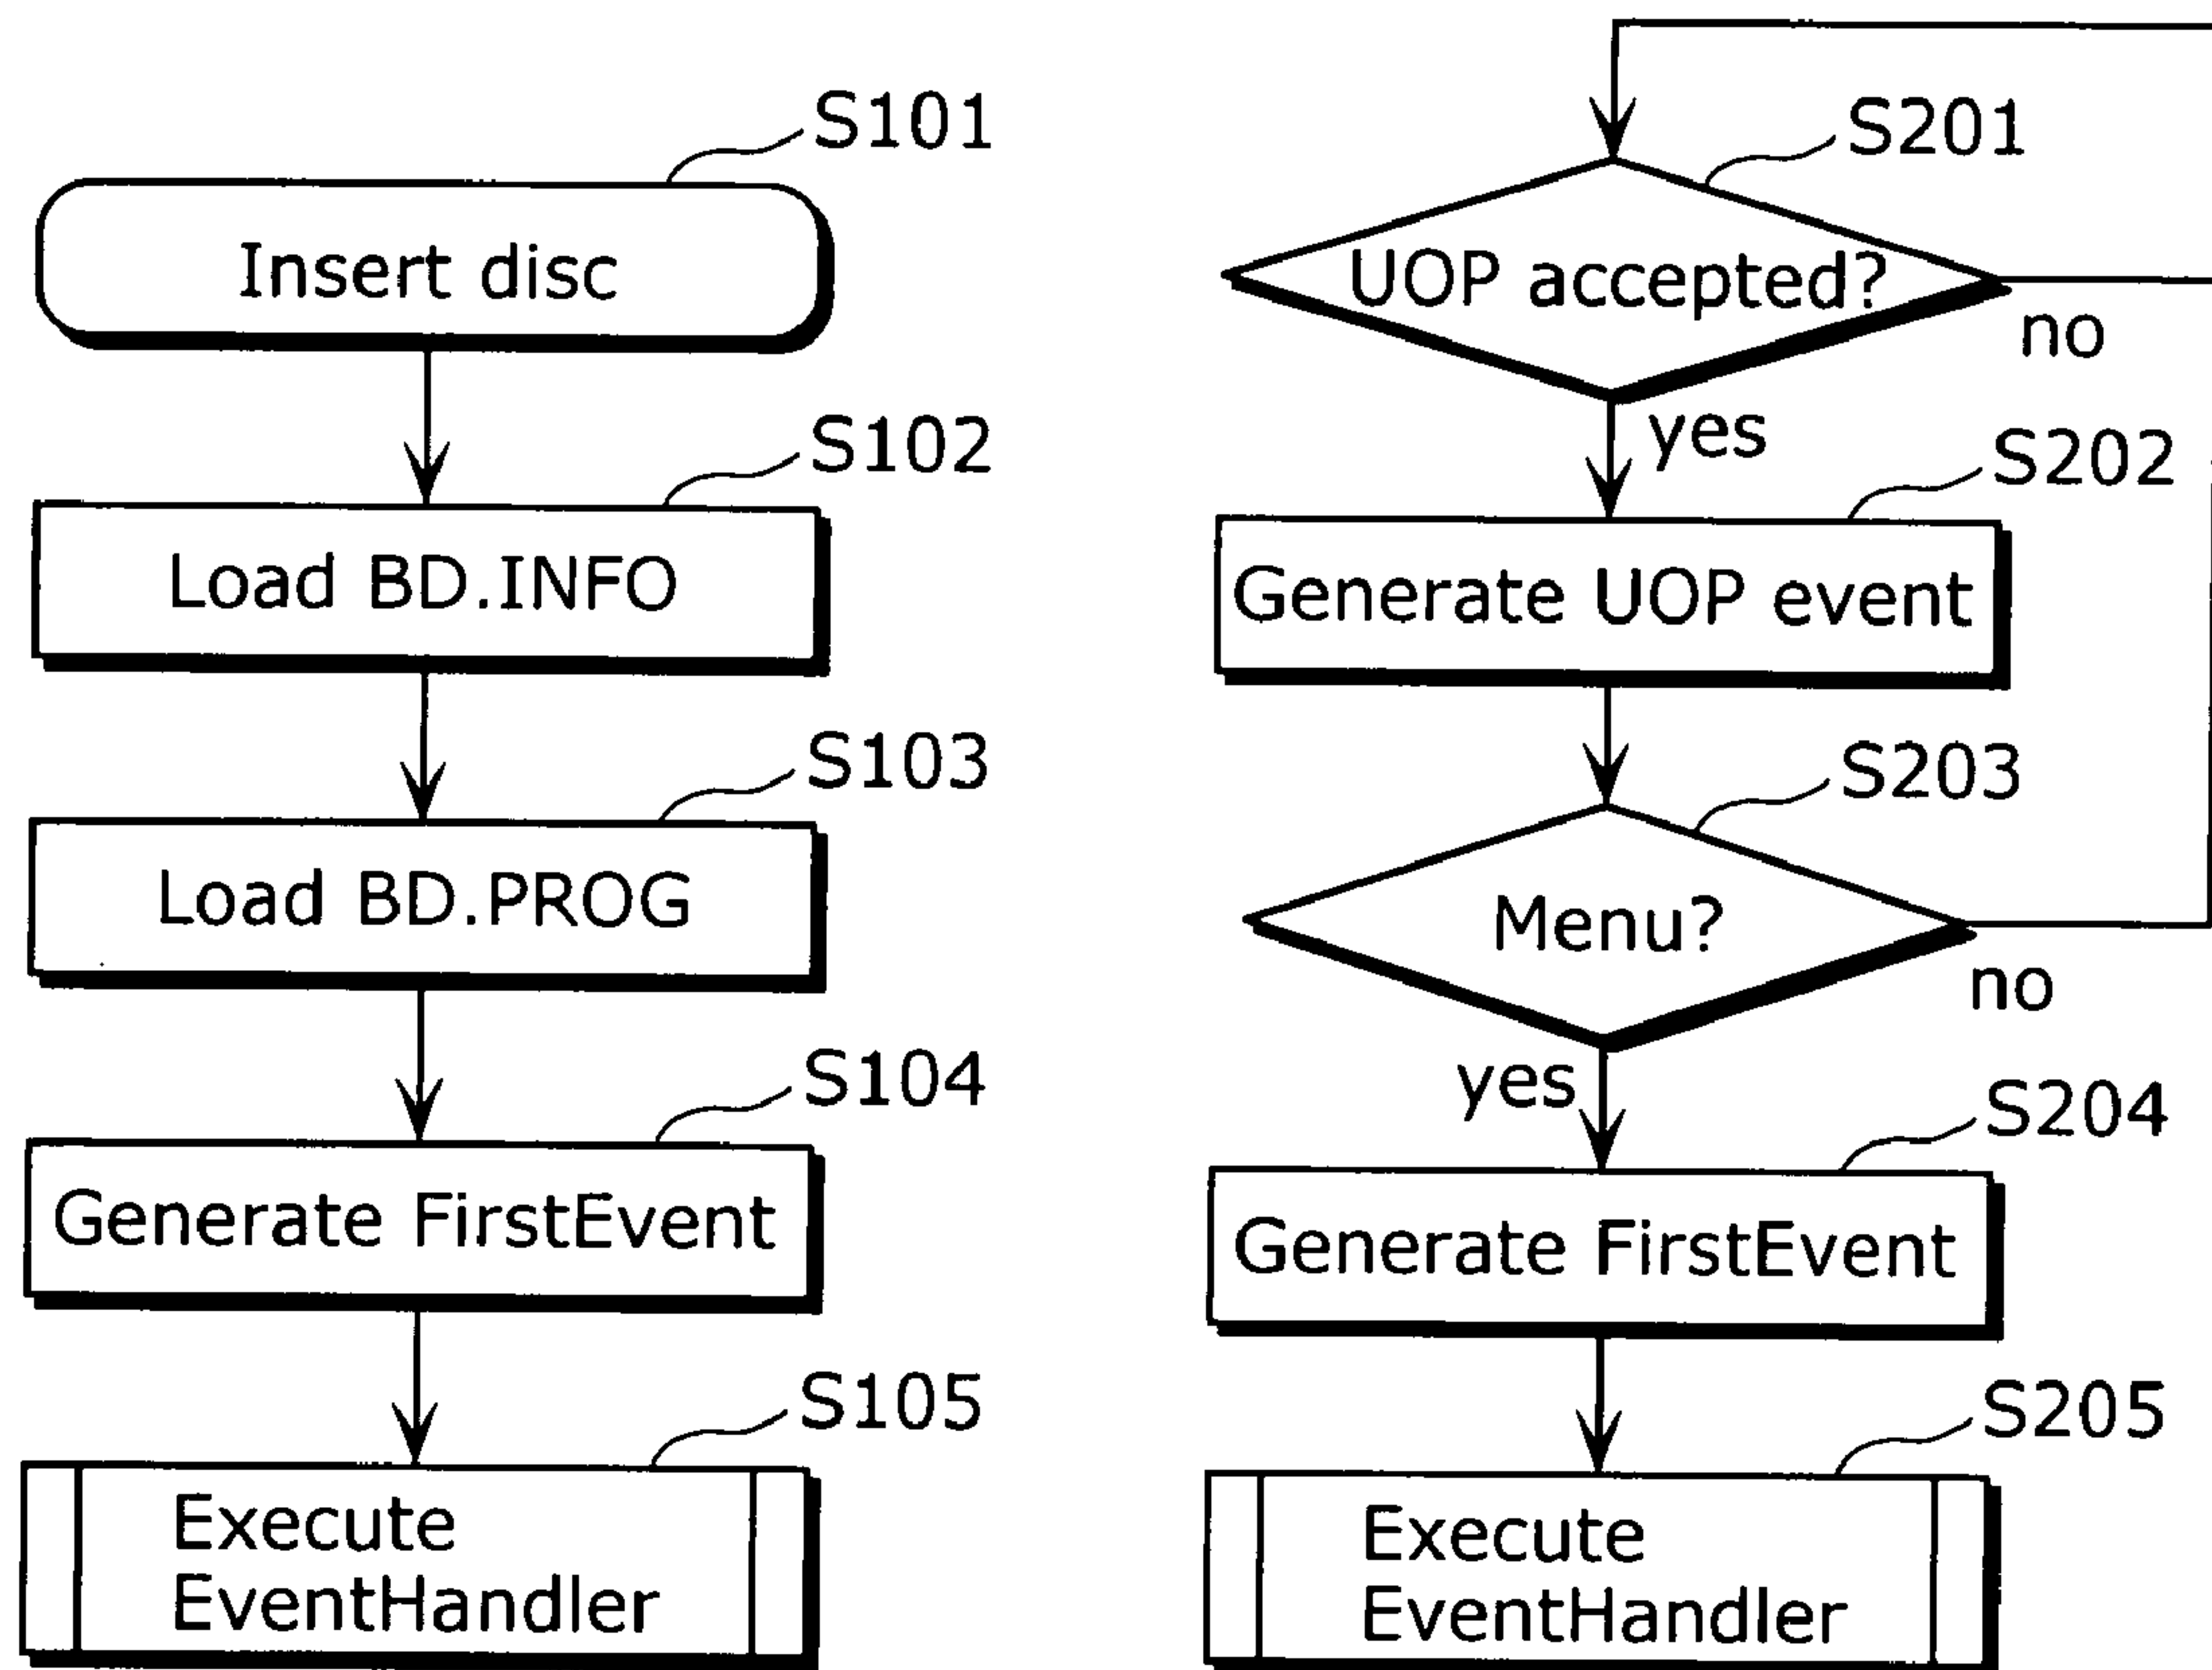 S101
Insert disc
S102
Load BD.INFO
S103
Load BD.PROG
S104
Generate FirstEvent
S105
Execute
EventHandler
S201
UOP accepted?
no
yes
S202
Generate UOP event
S203
Menu?
no
yes
S204
Generate FirstEvent
S205
Execute
EventHandler